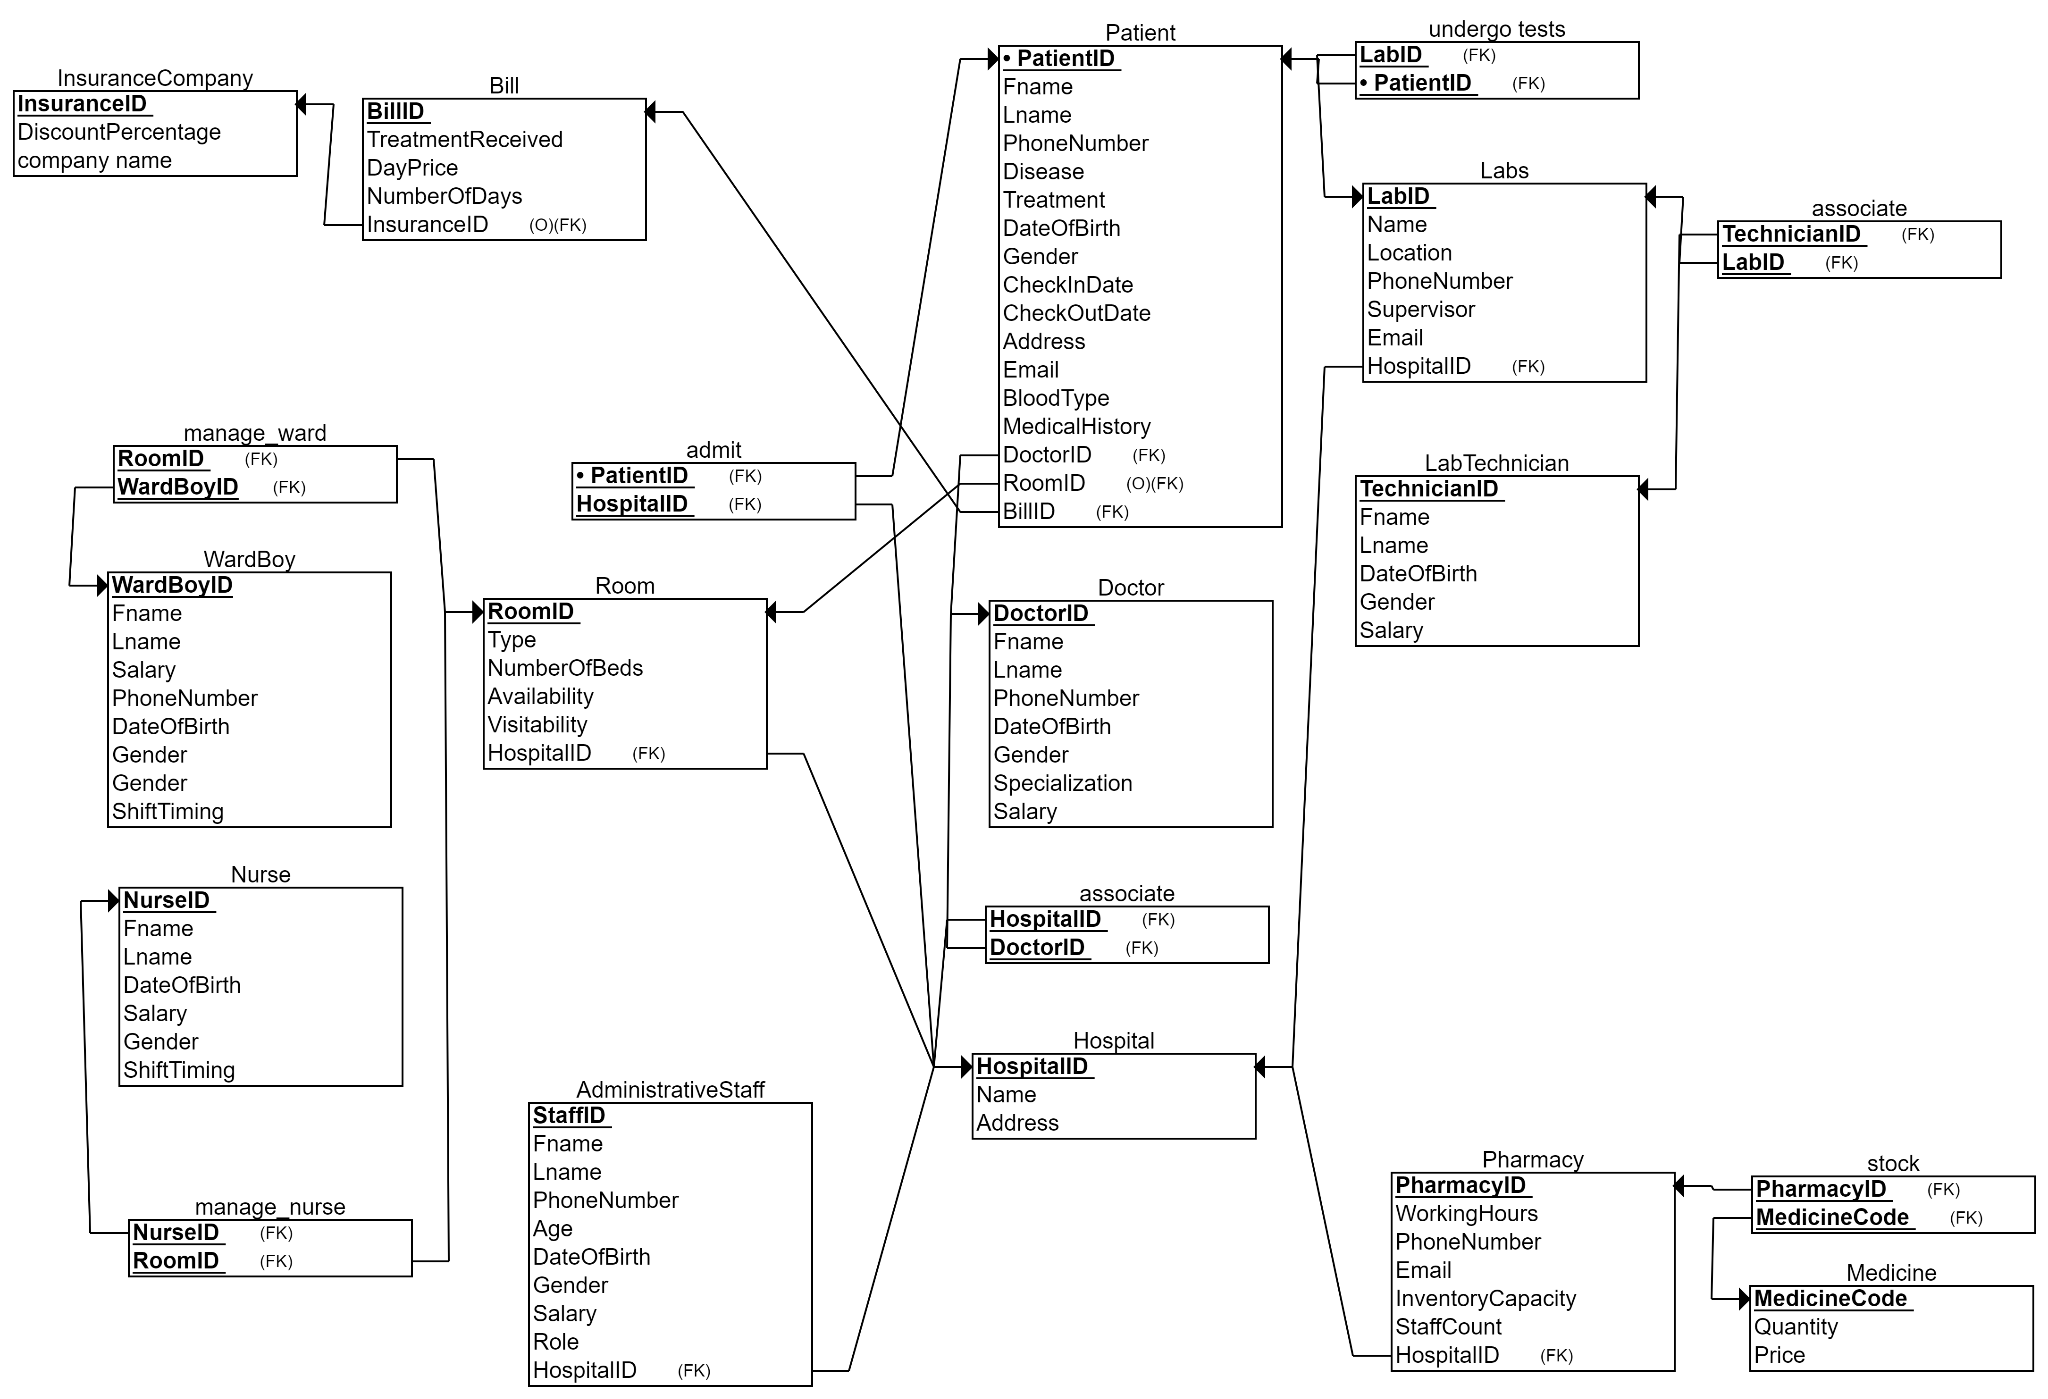 InsuranceCompany
InsuranceID
DiscountPercentage
company name
Bill
BillID
TreatmentReceived
DayPrice
NumberOfDays
InsuranceID (O)(FK)
Patient
• PatientID
Fname
Lname
PhoneNumber
Disease
Treatment
DateOfBirth
Gender
CheckInDate
CheckOutDate
Address
Email
BloodType
MedicalHistory
DoctorID (FK)
RoomID (O)(FK)
BillID (FK)
undergo tests
LabID (FK)
• PatientID (FK)
Labs
LabID
Name
Location
PhoneNumber
Supervisor
Email
HospitalID (FK)
associate
TechnicianID (FK)
LabID (FK)
manage_ward
RoomID (FK)
WardBoyID (FK)
admit
• PatientID (FK)
HospitalID (FK)
LabTechnician
TechnicianID
Fname
Lname
DateOfBirth
Gender
Salary
WardBoy
WardBoyID
Fname
Lname
Salary
PhoneNumber
DateOfBirth
Gender
Gender
ShiftTiming
Room
RoomID
Type
NumberOfBeds
Availability
Visitability
HospitalID (FK)
Doctor
DoctorID
Fname
Lname
PhoneNumber
DateOfBirth
Gender
Specialization
Salary
Nurse
NurseID
Fname
Lname
DateOfBirth
Salary
Gender
ShiftTiming
associate
HospitalID (FK)
DoctorID (FK)
Hospital
HospitalID
Name
Address
AdministrativeStaff
StaffID
Fname
Lname
PhoneNumber
Age
DateOfBirth
Gender
Salary
Role
HospitalID (FK)
manage_nurse
NurseID (FK)
RoomID (FK)
Pharmacy
PharmacyID
WorkingHours
PhoneNumber
Email
InventoryCapacity
StaffCount
HospitalID (FK)
stock
PharmacyID (FK)
MedicineCode (FK)
Medicine
MedicineCode
Quantity
Price